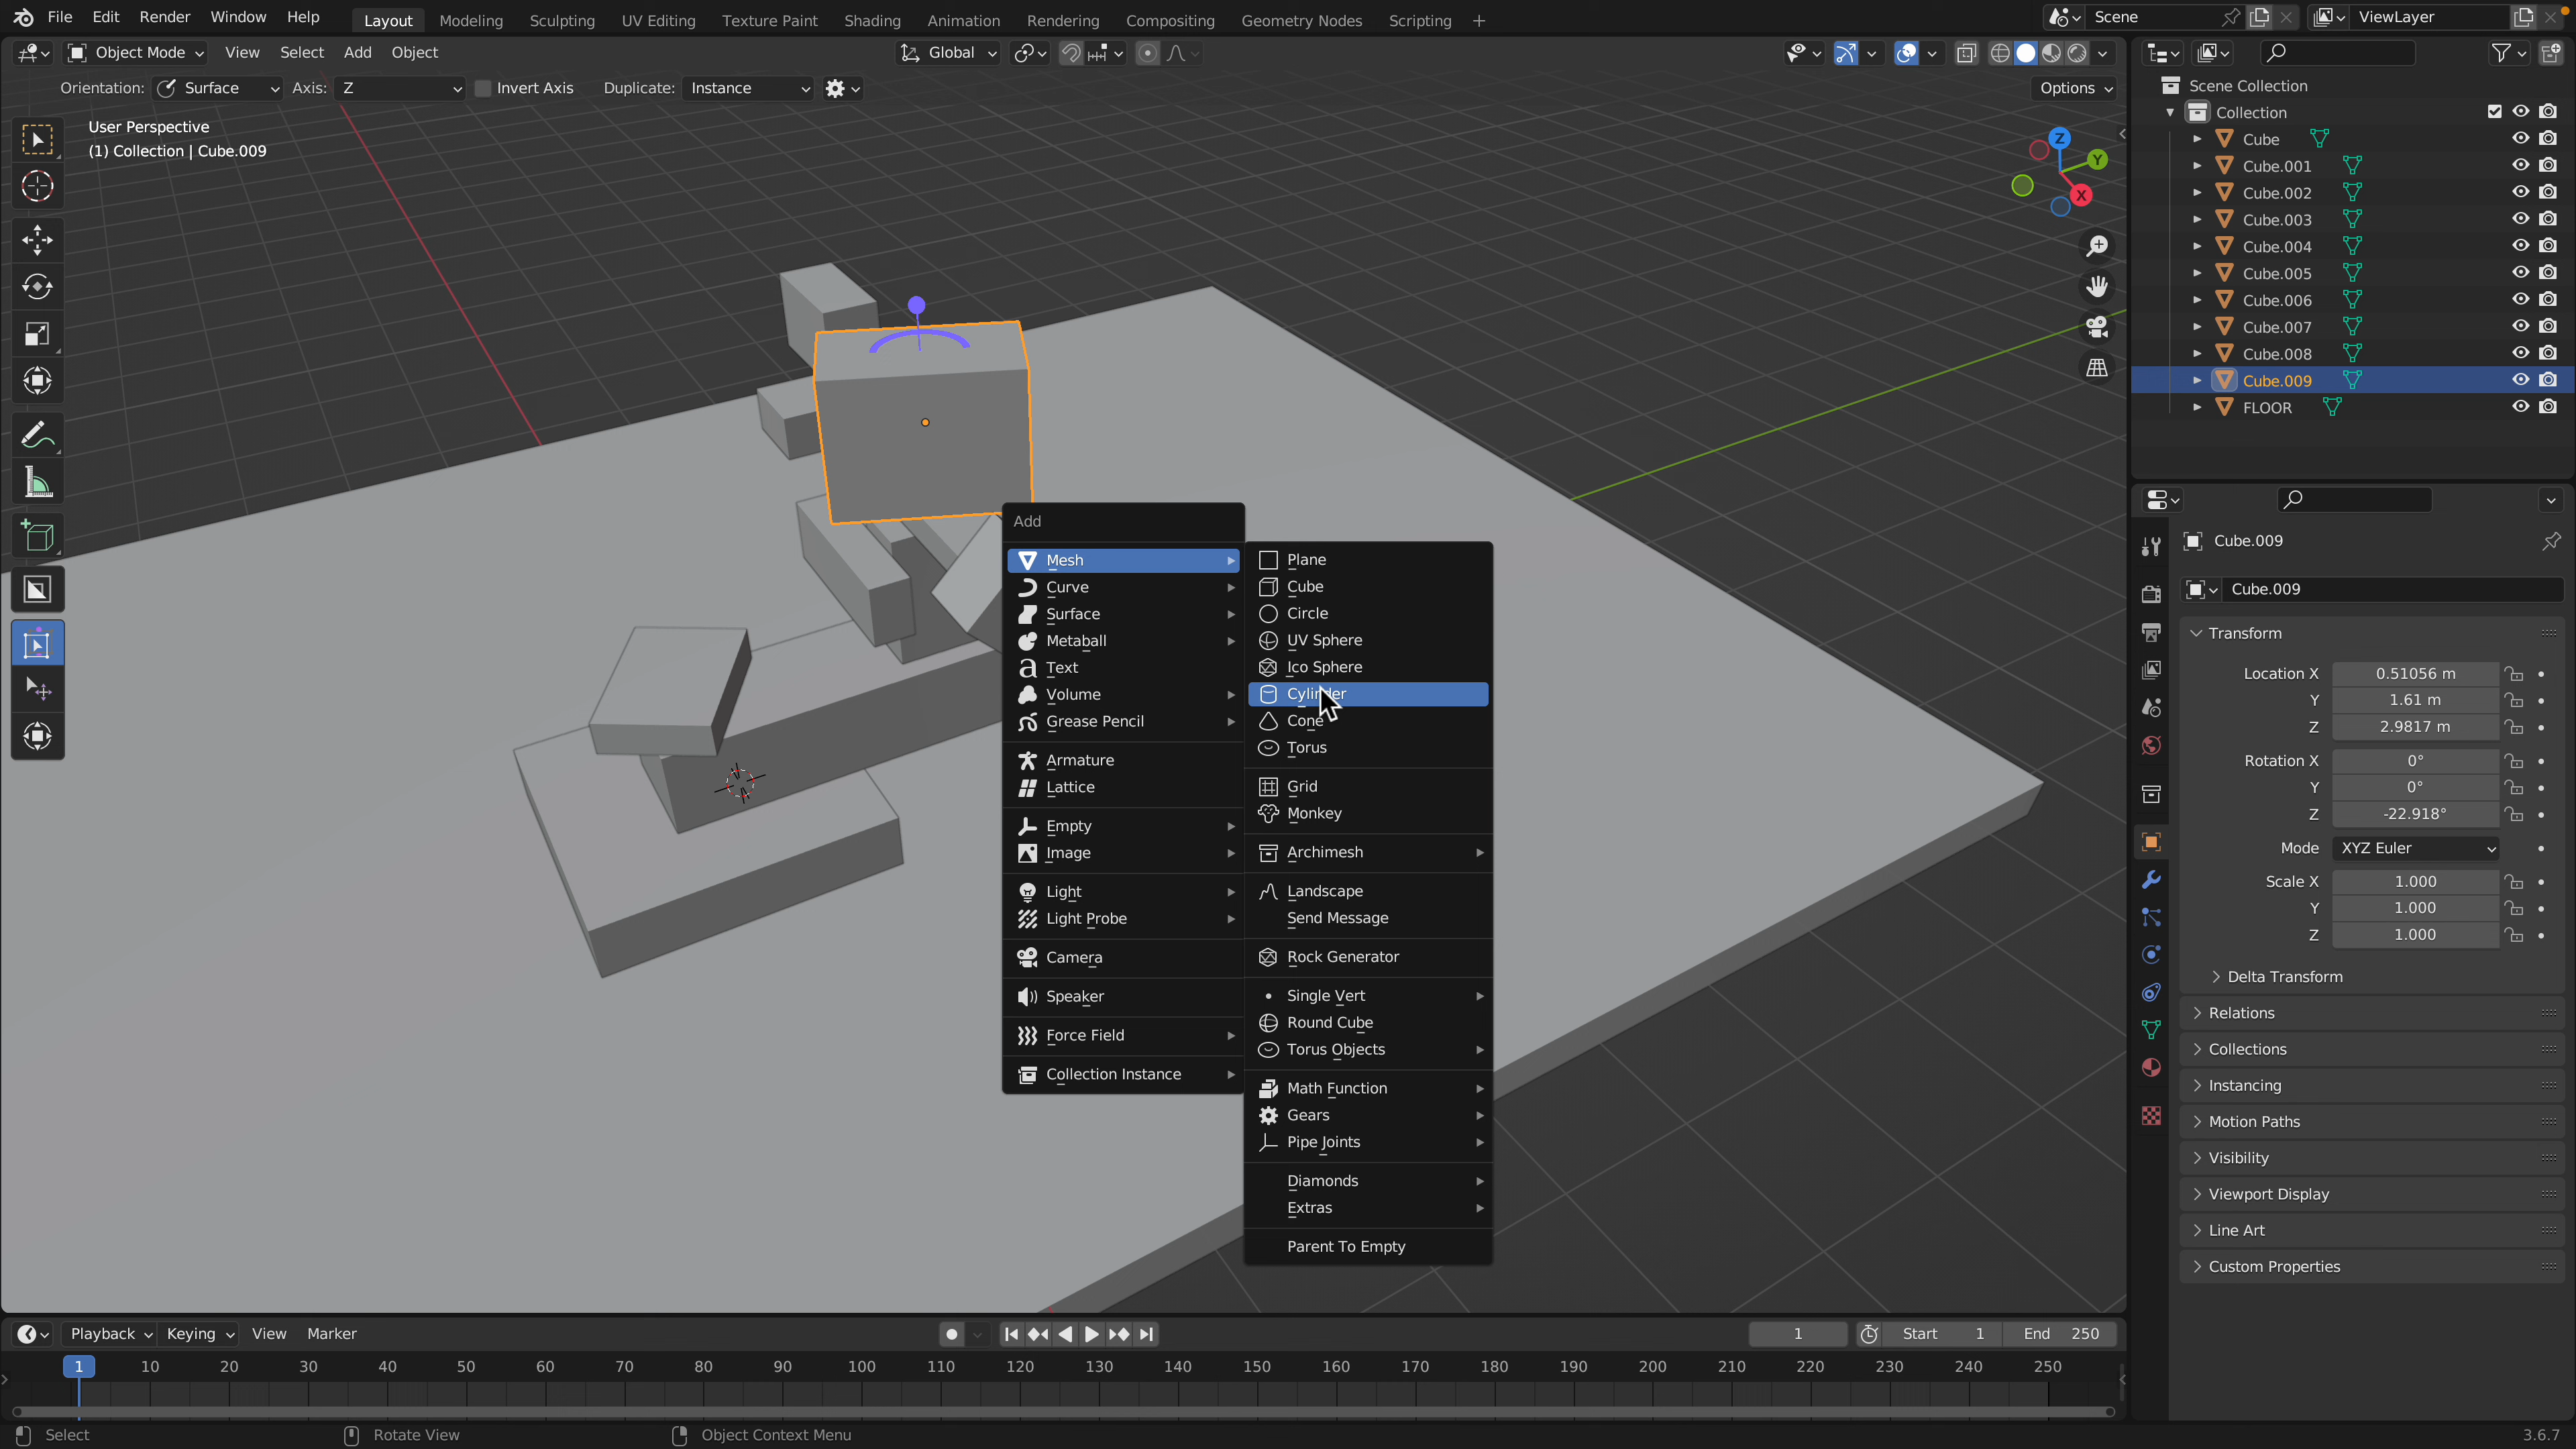 File Edit Render Window Help Layout Modeling Sculpting UV Editing Texture Paint Shading Animation Rendering Compositing Geometry Nodes Scripting + Scene ViewLayer
Object Mode View Select Add Object Global
Orientation: Surface Axis: Z Invert Axis Duplicate: Instance Options
User Perspective
(1) Collection | Cube.009
Z
Y
X
Add
Mesh
Curve
Surface
Metaball
Text
Volume
Grease Pencil
Armature
Lattice
Empty
Image
Light
Light Probe
Camera
Speaker
Force Field
Collection Instance
Plane
Cube
Circle
UV Sphere
Ico Sphere
Cylinder
Cone
Torus
Grid
Monkey
Archimesh
Landscape
Send Message
Rock Generator
Single Vert
Round Cube
Torus Objects
Math Function
Gears
Pipe Joints
Diamonds
Extras
Parent To Empty
Scene Collection
Collection
Cube
Cube.001
Cube.002
Cube.003
Cube.004
Cube.005
Cube.006
Cube.007
Cube.008
Cube.009
FLOOR
Cube.009
Cube.009
Transform
Location X 0.51056 m
Y 1.61 m
Z 2.9817 m
Rotation X 0°
Y 0°
Z -22.918°
Mode XYZ Euler
Scale X 1.000
Y 1.000
Z 1.000
Delta Transform
Relations
Collections
Instancing
Motion Paths
Visibility
Viewport Display
Line Art
Custom Properties
Playback Keying View Marker 1 Start 1 End 250
1 10 20 30 40 50 60 70 80 90 100 110 120 130 140 150 160 170 180 190 200 210 220 230 240 250
Select Rotate View Object Context Menu 3.6.7